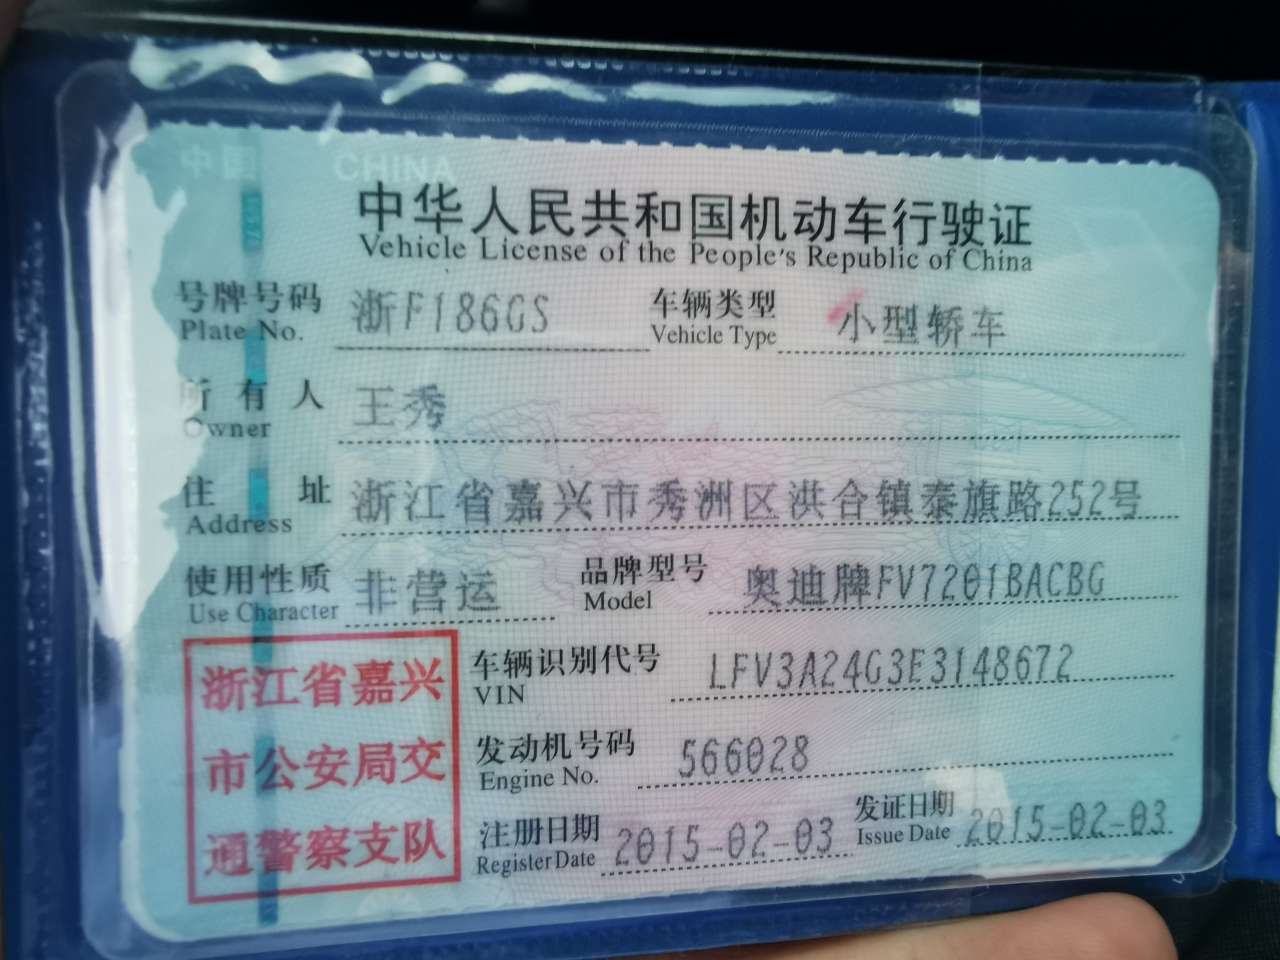 中国 CHINA
中华人民共和国机动车行驶证
Vehicle License of the People's Republic of China
号牌号码 浙F186GS 车辆类型 小型轿车
Plate No. Vehicle Type
所有人 王秀
Owner
住址 浙江省嘉兴市秀洲区洪合镇泰旗路252号
Address
使用性质 非营运 品牌型号 奥迪牌FV7201BACBG
Use Character Model
浙江省嘉兴
市公安局交
通警察支队
车辆识别代号 LFV3A24G3E3148672
VIN
发动机号码 566028
Engine No.
注册日期 2015-02-03 发证日期 2015-02-03
Register Date Issue Date